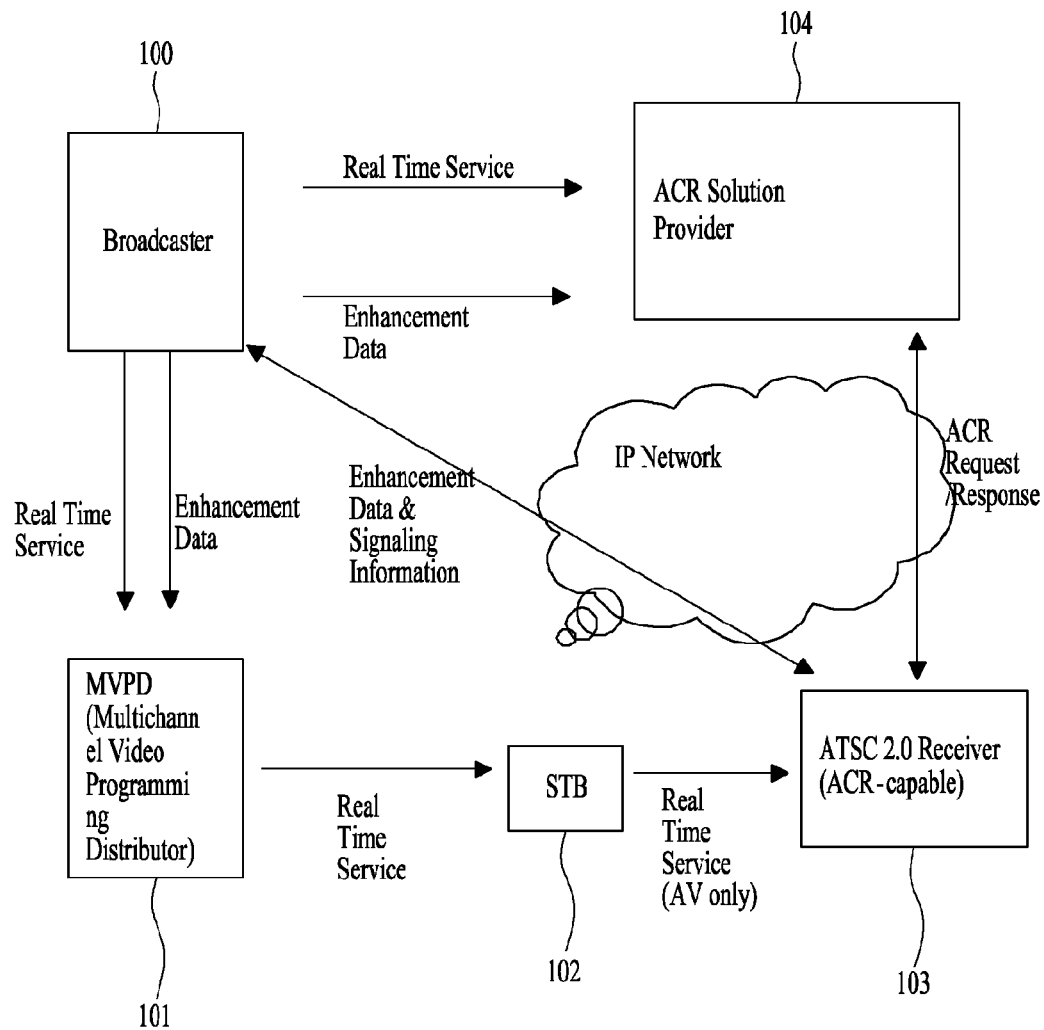 100
104
Broadcaster
Real Time Service
Enhancement
Data
ACR Solution
Provider
Real Time
Service
Enhancement
Data
Enhancement
Data &
Signaling
Information
IP Network
ACR
Request
/Response
MVPD
(Multichann
el Video
Programmi
ng
Distributor)
Real
Time
Service
STB
Real
Time
Service
(AV only)
ATSC 2.0 Receiver
(ACR-capable)
101
102
103